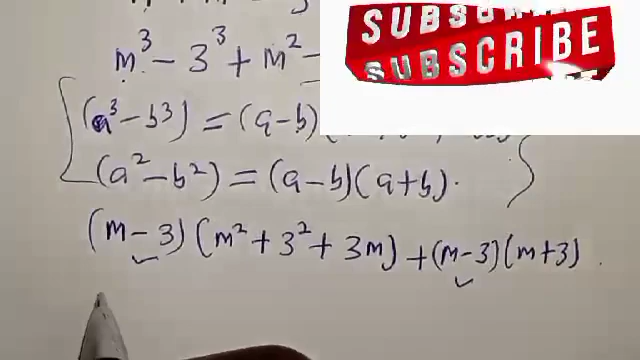 m³ - 3³ + m² -
(a³ - b³) = (a - b)(
(a² - b²) = (a - b)(a + b).
(m - 3)(m² + 3² + 3m) + (m - 3)(m + 3)
SUBSCRIBE
SUBSCRIBE